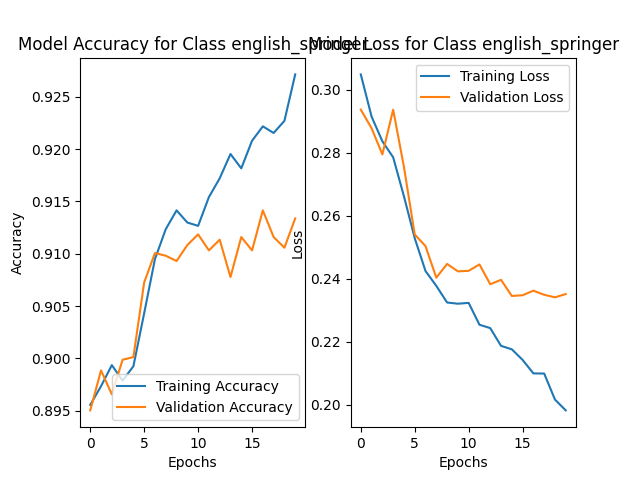 Model Accuracy for Class english_springer
Model Loss for Class english_springer
Accuracy
0.925
0.920
0.915
0.910
0.905
0.900
0.895
Training Accuracy
Validation Accuracy
0 5 10 15
Epochs
Loss
0.30
0.28
0.26
0.24
0.22
0.20
Training Loss
Validation Loss
0 5 10 15
Epochs